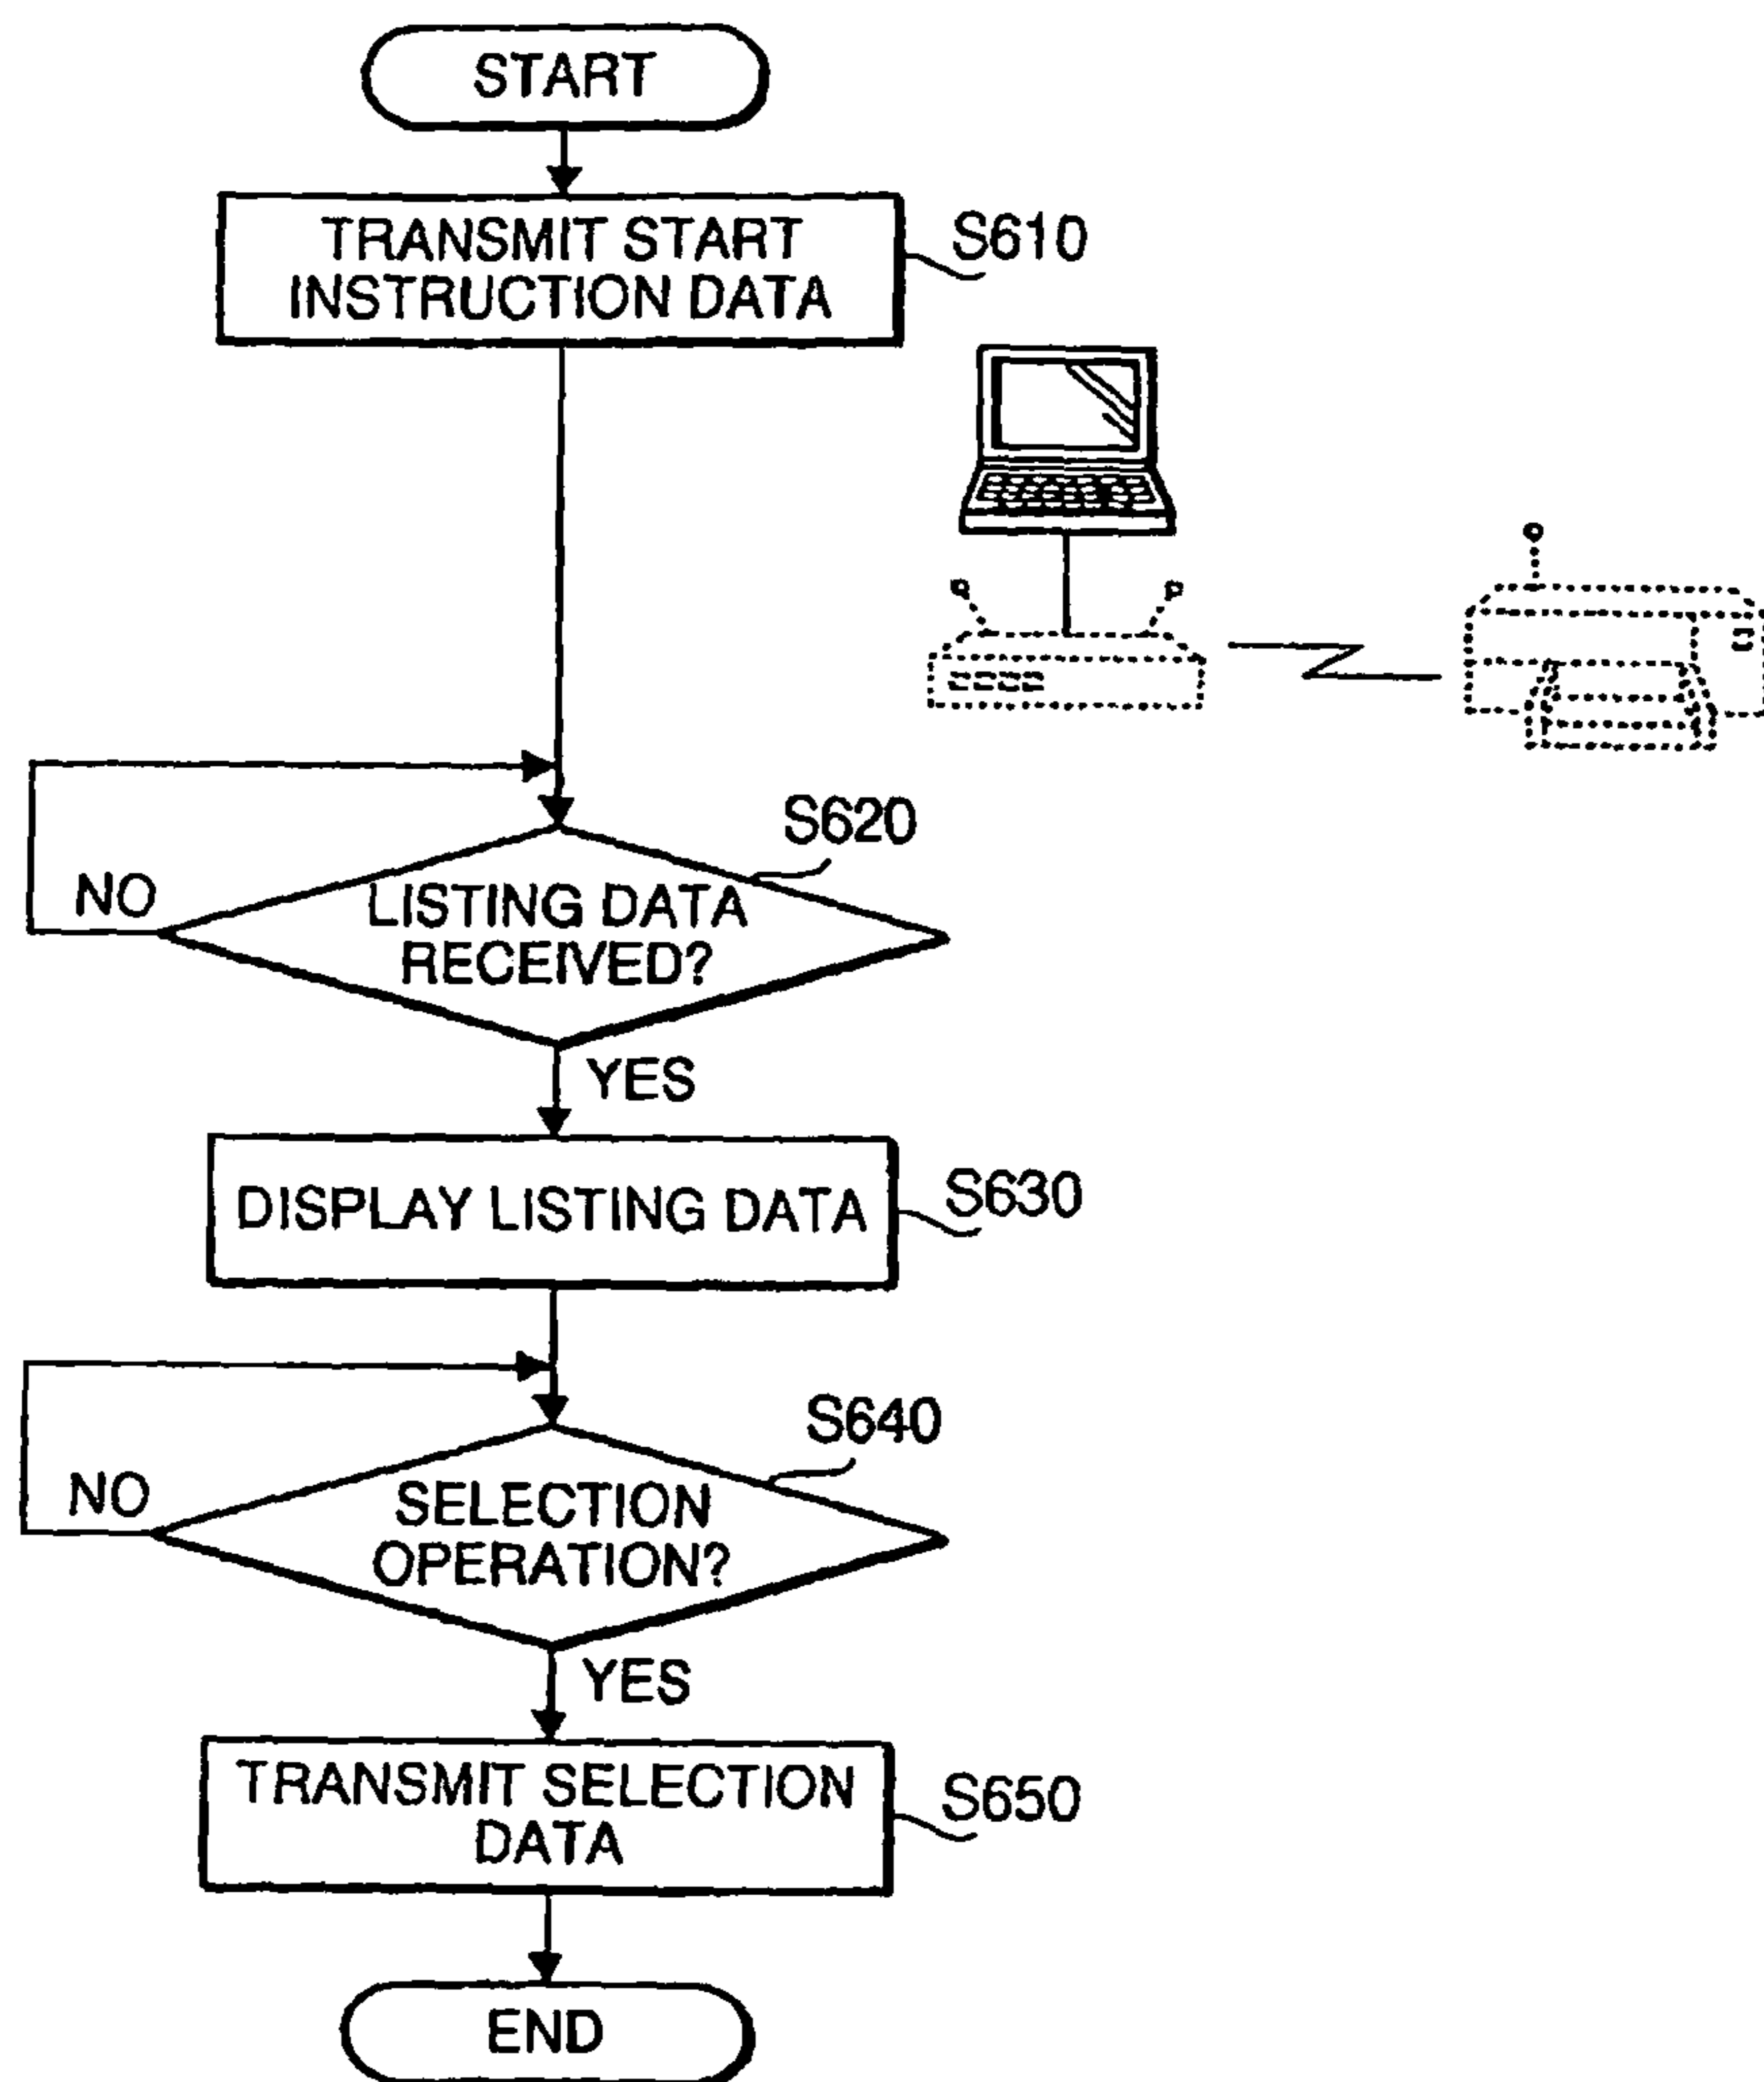 START
TRANSMIT START
INSTRUCTION DATA
S610
S620
NO
LISTING DATA
RECEIVED?
YES
DISPLAY LISTING DATA
S630
S640
NO
SELECTION
OPERATION?
YES
TRANSMIT SELECTION
DATA
S650
END